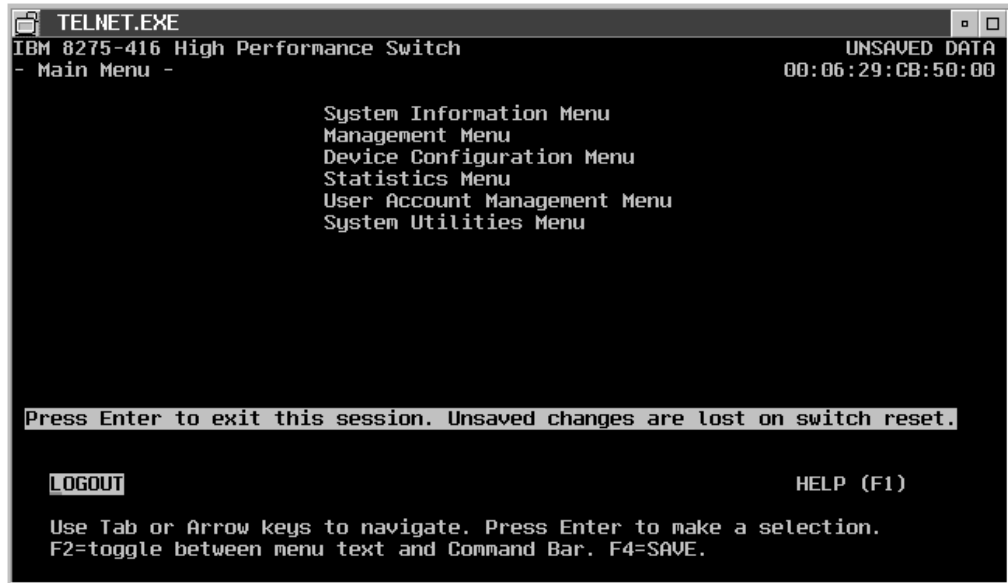 TELNET.EXE
IBM 8275-416 High Performance Switch UNSAVED DATA
- Main Menu - 00:06:29:CB:50:00
System Information Menu
Management Menu
Device Configuration Menu
Statistics Menu
User Account Management Menu
System Utilities Menu
Press Enter to exit this session. Unsaved changes are lost on switch reset.
LOGOUT HELP (F1)
Use Tab or Arrow keys to navigate. Press Enter to make a selection.
F2=toggle between menu text and Command Bar. F4=SAVE.